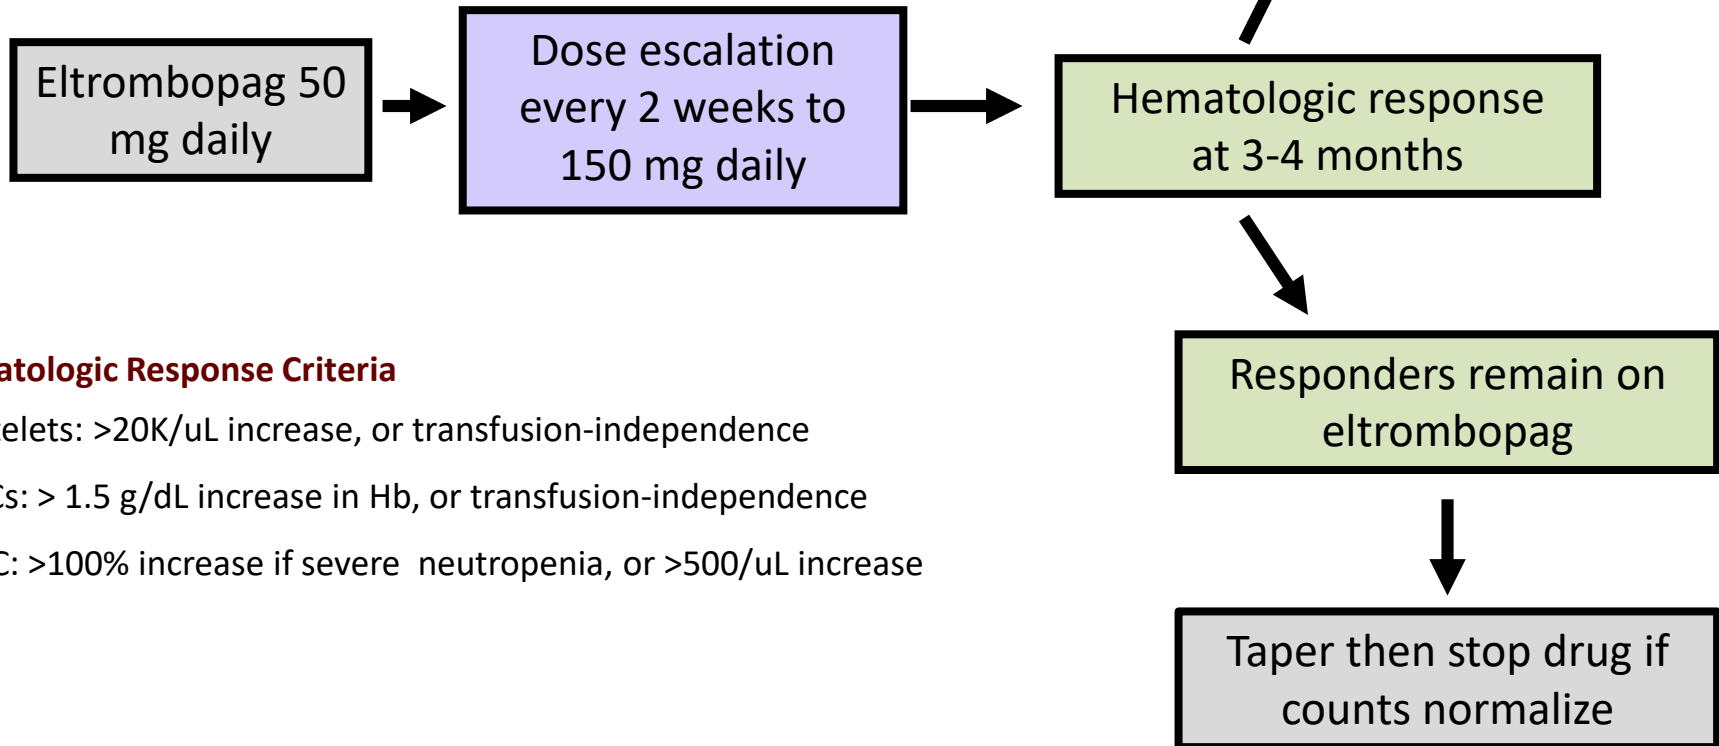 Eltrombopag 50
mg daily
Dose escalation
every 2 weeks to
150 mg daily
Hematologic response
at 3-4 months
Responders remain on
eltrombopag
Taper then stop drug if
counts normalize
atologic Response Criteria
telets: >20K/uL increase, or transfusion-independence
Cs: > 1.5 g/dL increase in Hb, or transfusion-independence
C: >100% increase if severe  neutropenia, or >500/uL increase